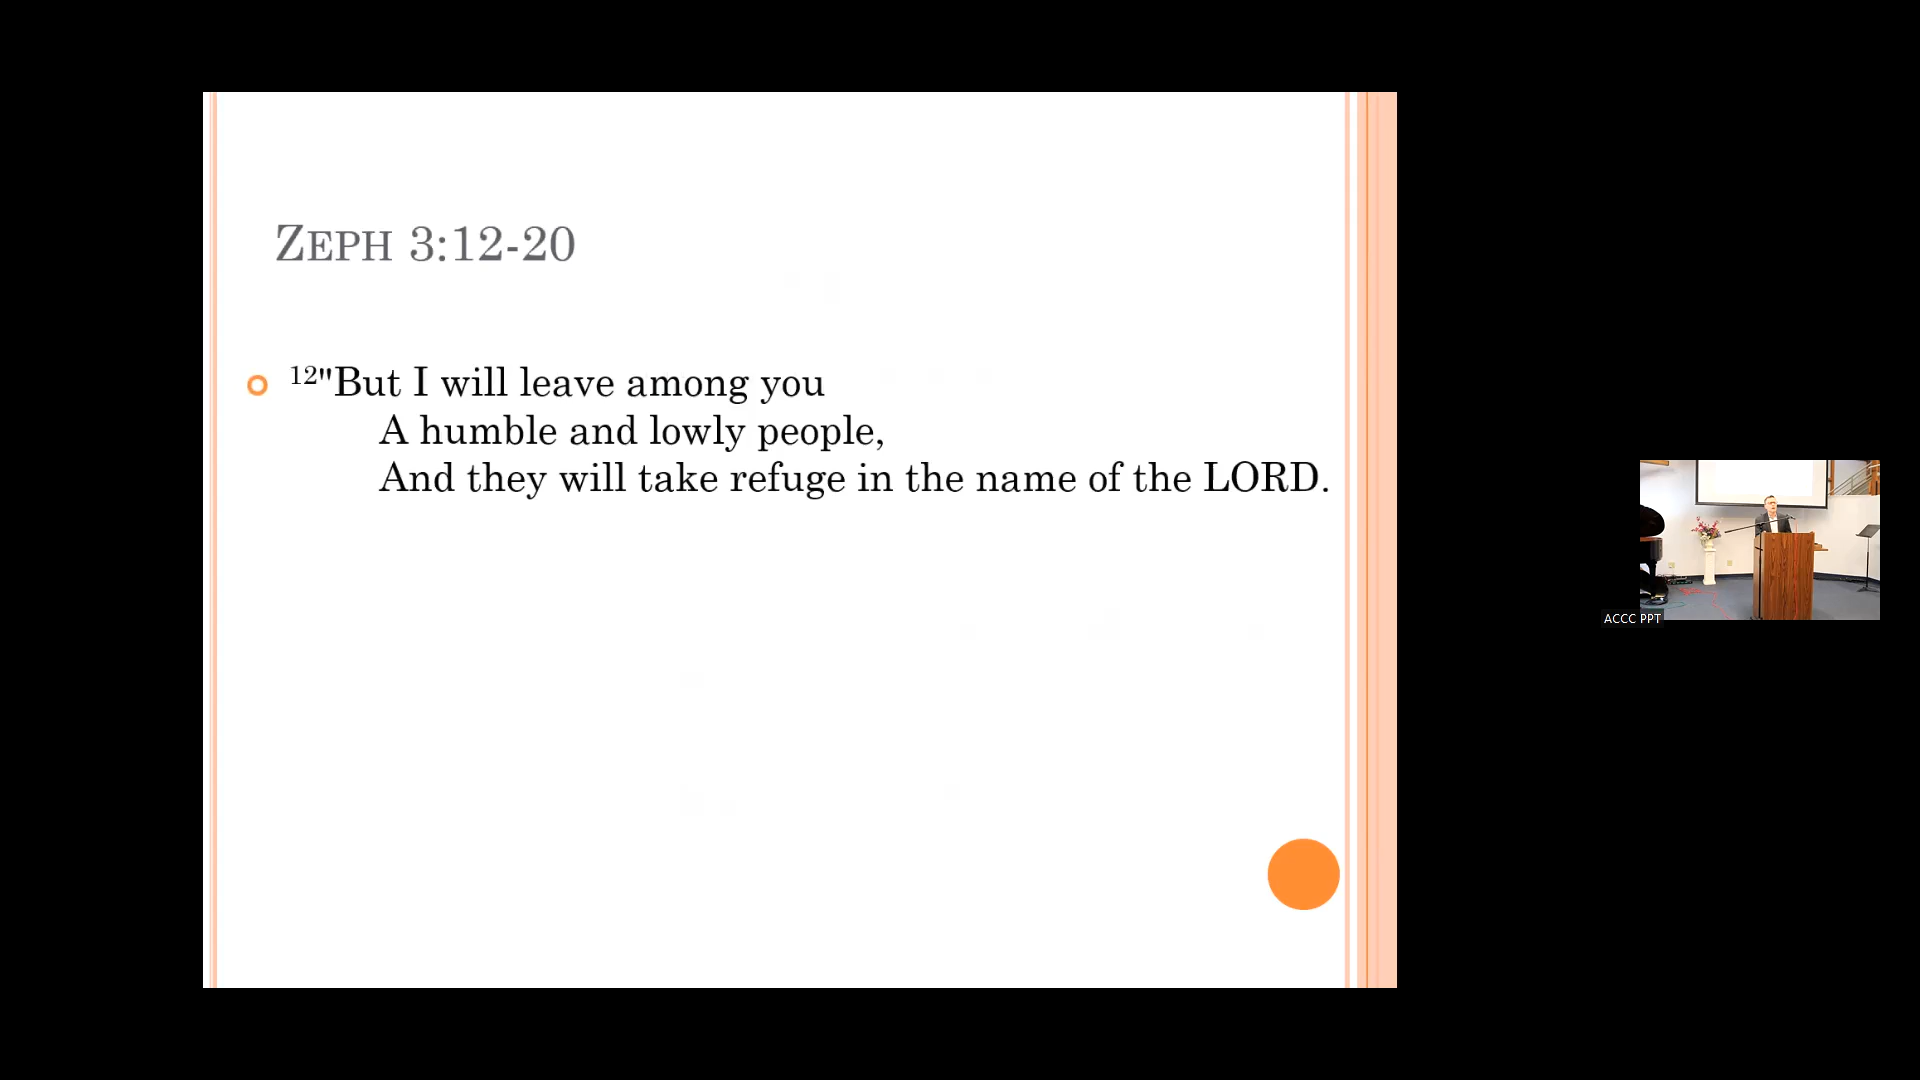 ZEPH 3:12-20
12"But I will leave among you
A humble and lowly people,
And they will take refuge in the name of the LORD.
ACCC PPT